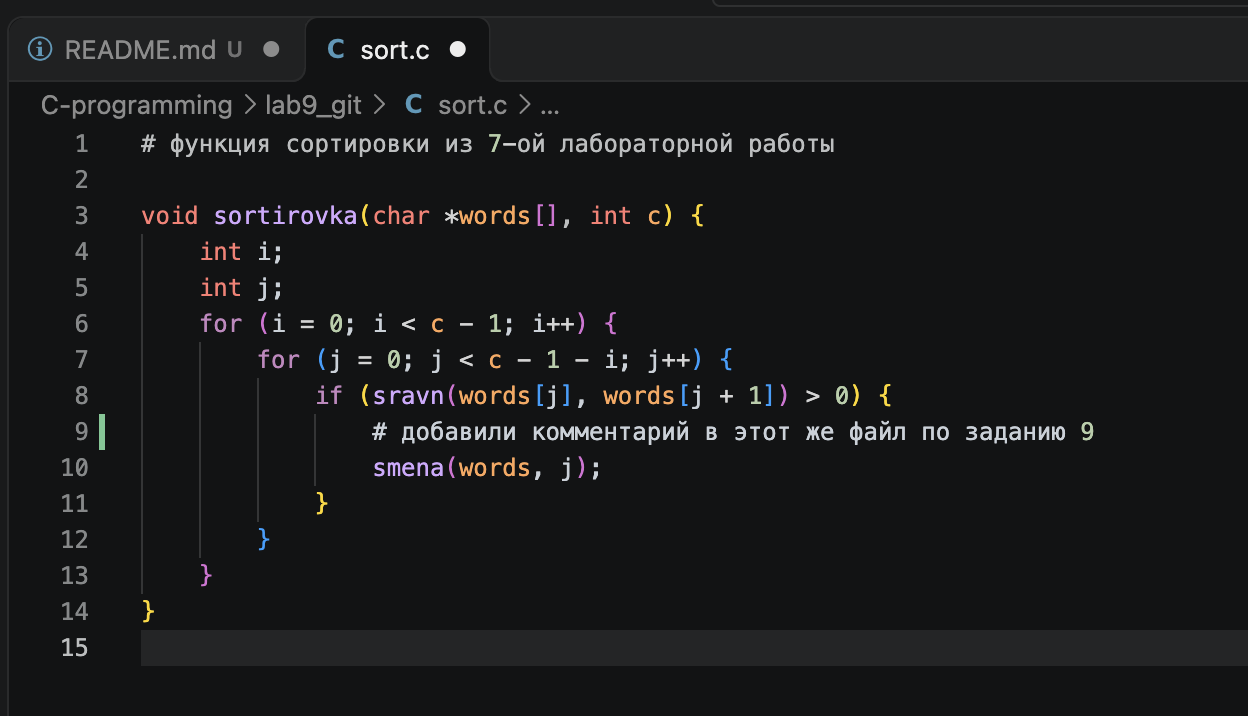 README.md U
C sort.c
C-programming > lab9_git > C sort.c > ...
1 # функция сортировки из 7-ой лабораторной работы
2
3 void sortirovka(char *words[], int c) {
4     int i;
5     int j;
6     for (i = 0; i < c - 1; i++) {
7         for (j = 0; j < c - 1 - i; j++) {
8             if (sravn(words[j], words[j + 1]) > 0) {
9                 # добавили комментарий в этот же файл по заданию 9
10                 smena(words, j);
11             }
12         }
13     }
14 }
15